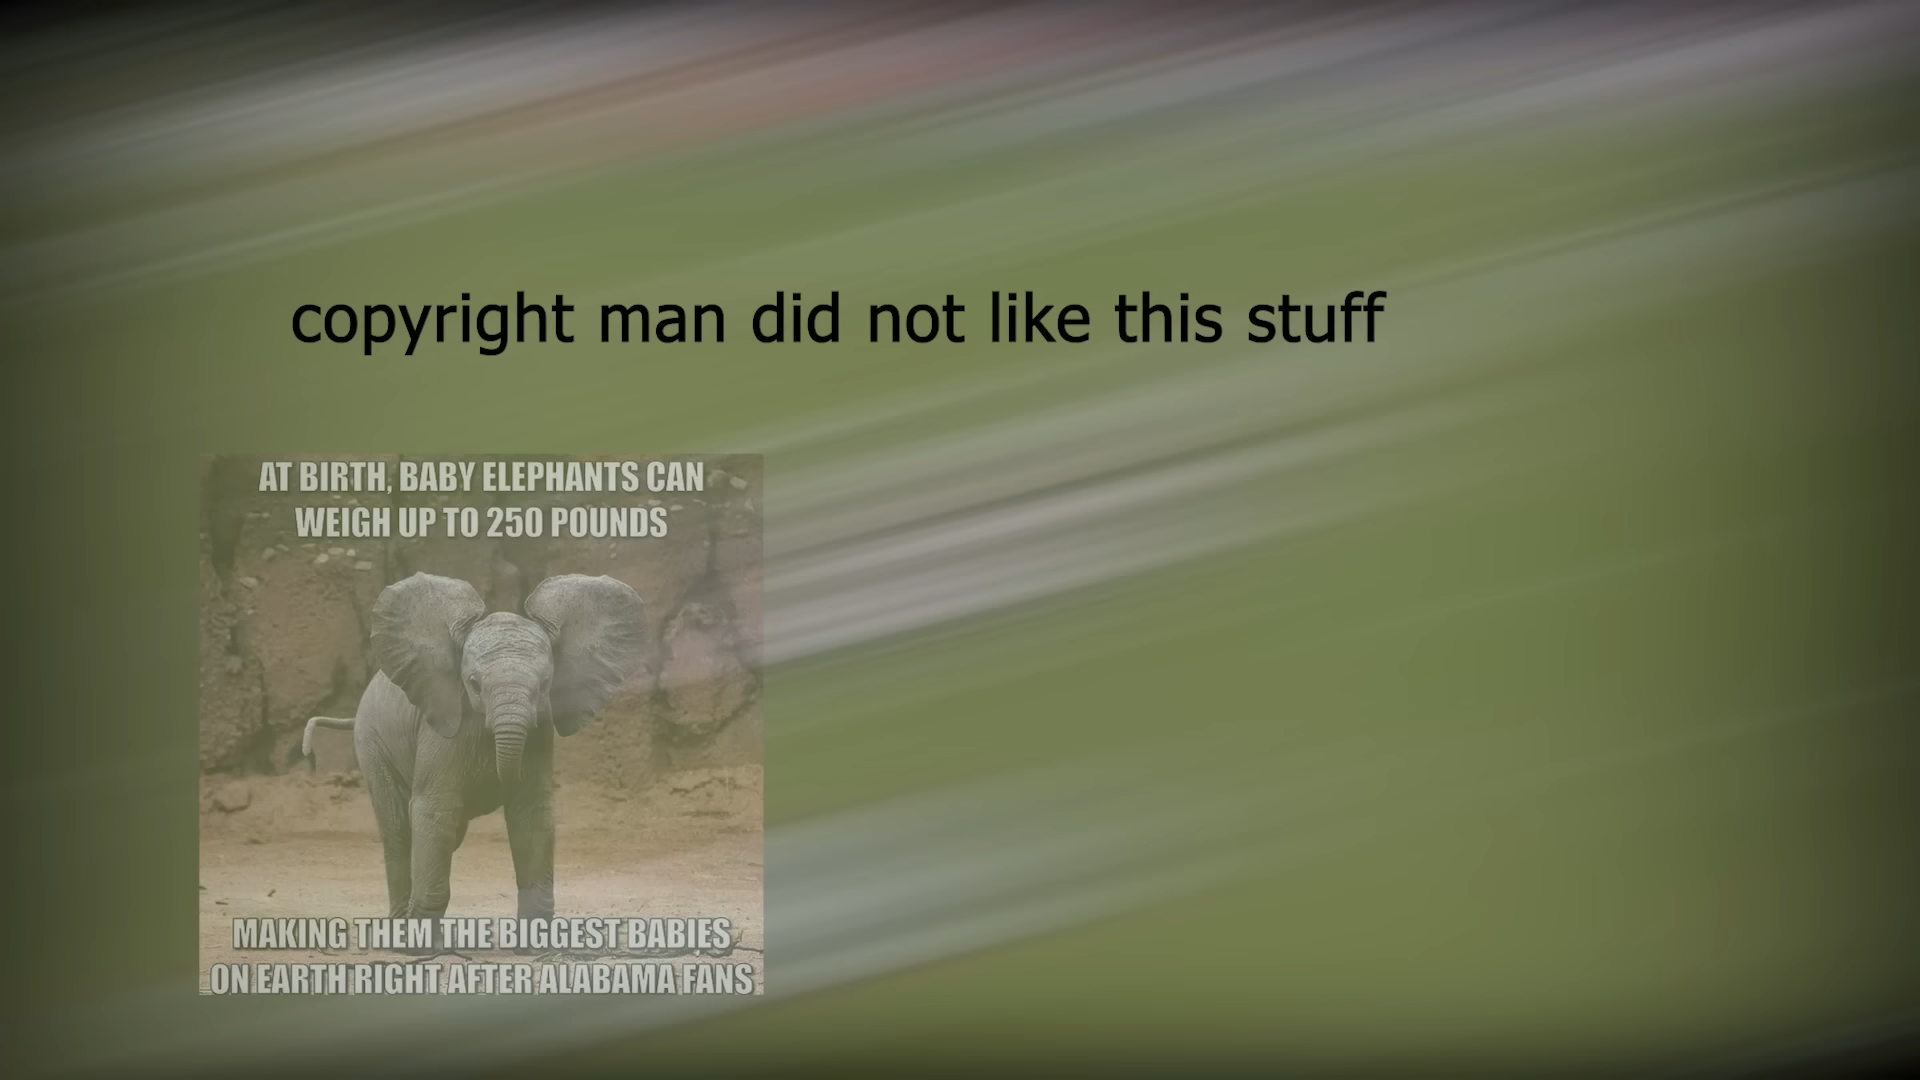 copyright man did not like this stuff
AT BIRTH, BABY ELEPHANTS CAN
WEIGH UP TO 250 POUNDS
MAKING THEM THE BIGGEST BABIES
ON EARTH RIGHT AFTER ALABAMA FANS